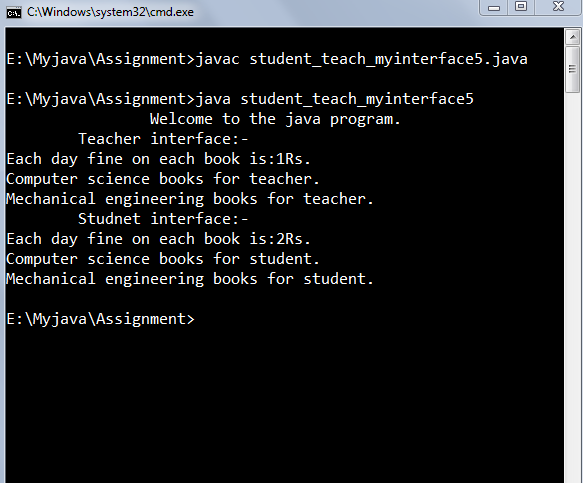 C:\Windows\system32\cmd.exe
E:\Myjava\Assignment>javac student_teach_myinterface5.java
E:\Myjava\Assignment>java student_teach_myinterface5
Welcome to the java program.
Teacher interface:-
Each day fine on each book is:1Rs.
Computer science books for teacher.
Mechanical engineering books for teacher.
Studnet interface:-
Each day fine on each book is:2Rs.
Computer science books for student.
Mechanical engineering books for student.
E:\Myjava\Assignment>